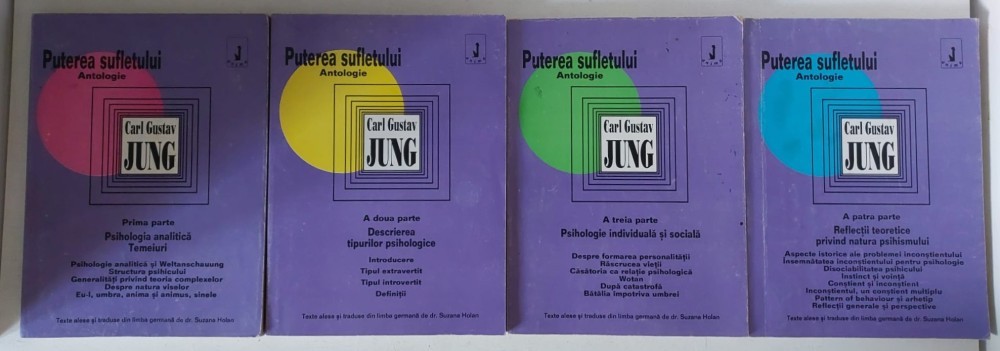 Puterea sufletului
Antologie
J
Carl Gustav
JUNG
Prima parte
Psihologia analitică
Temeiuri
Psihologie analitică și Weltanschauung
Structura psihicului
Generalități privind teoria complexelor
Despre natura viselor
Eu-l, umbra, anima și animus, sinele
Texte alese și traduse din limba germană de dr. Suzana Holan
Puterea sufletului
Antologie
J
Carl Gustav
JUNG
A doua parte
Descrierea
tipurilor psihologice
Introducere
Tipul extravertit
Tipul introvertit
Definiții
Texte alese și traduse din limba germană de dr. Suzana Holan
Puterea sufletului
Antologie
J
Carl Gustav
JUNG
A treia parte
Psihologie individuală și socială
Despre formarea personalității
Răscrucea vieții
Căsătoria ca relație psihologică
Wotan
După catastrofă
Bătălia împotriva umbrei
Texte alese și traduse din limba germană de dr. Suzana Holan
Puterea sufletului
Antologie
J
Carl Gustav
JUNG
A patra parte
Reflecții teoretice
privind natura psihismului
Aspecte istorice ale problemei inconștientului
Însemnătatea inconștientului pentru psihologie
Disociabilitatea psihicului
Instinct și voință
Conștient și inconștient
Inconștientul, un conștient multiplu
Pattern of behaviour și arhetip
Reflecții generale și perspective
Texte alese și traduse din limba germană de dr. Suzana Holan